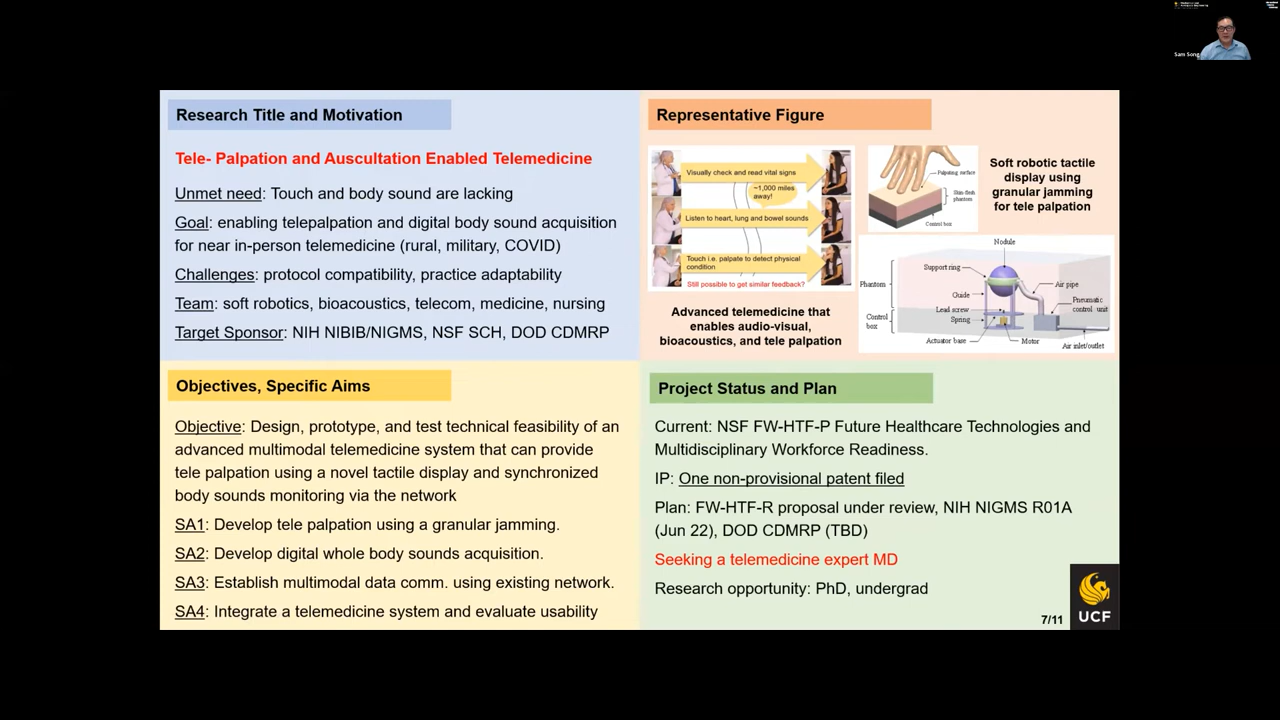 Sam Song
Research Title and Motivation
Tele- Palpation and Auscultation Enabled Telemedicine
Unmet need: Touch and body sound are lacking
Goal: enabling telepalpation and digital body sound acquisition
for near in-person telemedicine (rural, military, COVID)
Challenges: protocol compatibility, practice adaptability
Team: soft robotics, bioacoustics, telecom, medicine, nursing
Target Sponsor: NIH NIBIB/NIGMS, NSF SCH, DOD CDMRP
Representative Figure
Visually check and read vital signs
~1,000 miles
away!
Listen to heart, lung and bowel sounds
Touch i.e. palpate to detect physical
condition
Still possible to get similar feedback?
Advanced telemedicine that
enables audio-visual,
bioacoustics, and tele palpation
Palpating surface
Skin-flesh
phantom
Control box
Soft robotic tactile
display using
granular jamming
for tele palpation
Nodule
Support ring
Phantom
Air pipe
Guide
Pneumatic
control unit
Lead screw
Control
box
Spring
Actuator base
Motor
Air inlet/outlet
Objectives, Specific Aims
Objective: Design, prototype, and test technical feasibility of an
advanced multimodal telemedicine system that can provide
tele palpation using a novel tactile display and synchronized
body sounds monitoring via the network
SA1: Develop tele palpation using a granular jamming.
SA2: Develop digital whole body sounds acquisition.
SA3: Establish multimodal data comm. using existing network.
SA4: Integrate a telemedicine system and evaluate usability
Project Status and Plan
Current: NSF FW-HTF-P Future Healthcare Technologies and
Multidisciplinary Workforce Readiness.
IP: One non-provisional patent filed
Plan: FW-HTF-R proposal under review, NIH NIGMS R01A
(Jun 22), DOD CDMRP (TBD)
Seeking a telemedicine expert MD
Research opportunity: PhD, undergrad
7/11
UCF